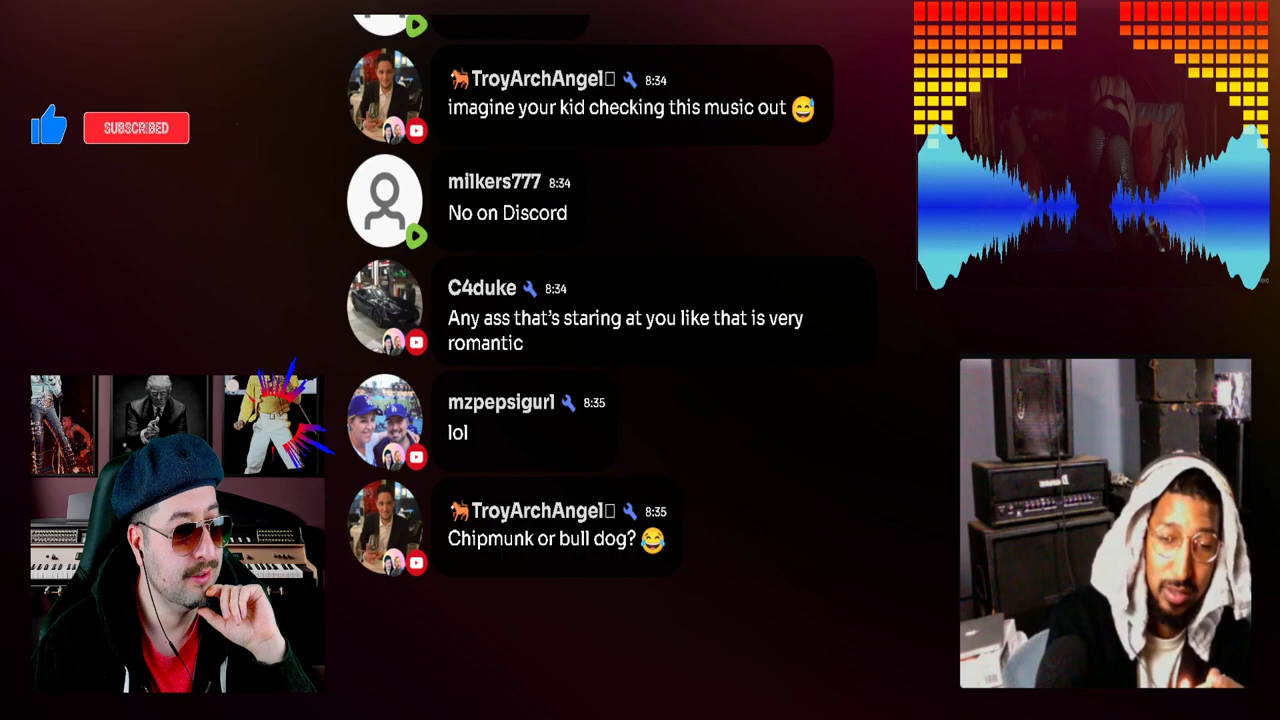 SUBSCRIBED
TroyArchAngel 8:34
imagine your kid checking this music out 😅
milkers777 8:34
No on Discord
C4duke 8:34
Any ass that's staring at you like that is very
romantic
mzpepsigurl 8:35
lol
TroyArchAngel 8:35
Chipmunk or bull dog? 😂